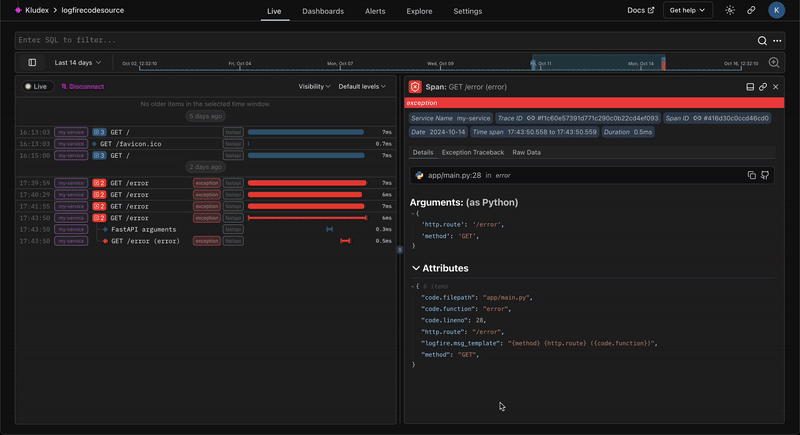 Kludex > logfirecodesource
Live Dashboards Alerts Explore Settings
Docs Get help K
Enter SQL to filter...
Last 14 days
Oct 02, 12:32:10 Fri, Oct 04 Mon, Oct 07 Wed, Oct 09 Fri, Oct 11 Mon, Oct 14 Oct 16, 12:32:10
Live Disconnect Visibility Default levels
No older items in the selected time window.
5 days ago
16:13:03 my-service 3 GET / fastapi 7ms
16:13:03 my-service GET /favicon.ico fastapi 0.7ms
16:15:00 my-service 3 GET / fastapi 7ms
2 days ago
17:39:59 my-service 2 GET /error exception fastapi 7ms
17:40:29 my-service 2 GET /error exception fastapi 6ms
17:41:55 my-service 2 GET /error exception fastapi 7ms
17:43:50 my-service 2 GET /error exception fastapi 6ms
17:43:50 my-service FastAPI arguments fastapi 0.3ms
17:43:50 my-service GET /error (error) exception fastapi 0.5ms
Span: GET /error (error)
exception
Service Name my-service Trace ID #f1c60e57391d771c290c0b22cd4ef093 Span ID #416d30c0ccd46cd0
Date 2024-10-14 Time span 17:43:50.558 to 17:43:50.559 Duration 0.5ms
Details Exception Traceback Raw Data
app/main.py:28 in error
Arguments: (as Python)
{
'http.route': '/error',
'method': 'GET',
}
Attributes
{ 6 items
"code.filepath": "app/main.py",
"code.function": "error",
"code.lineno": 28,
"http.route": "/error",
"logfire.msg_template": "{method} {http.route} ({code.function})",
"method": "GET",
}